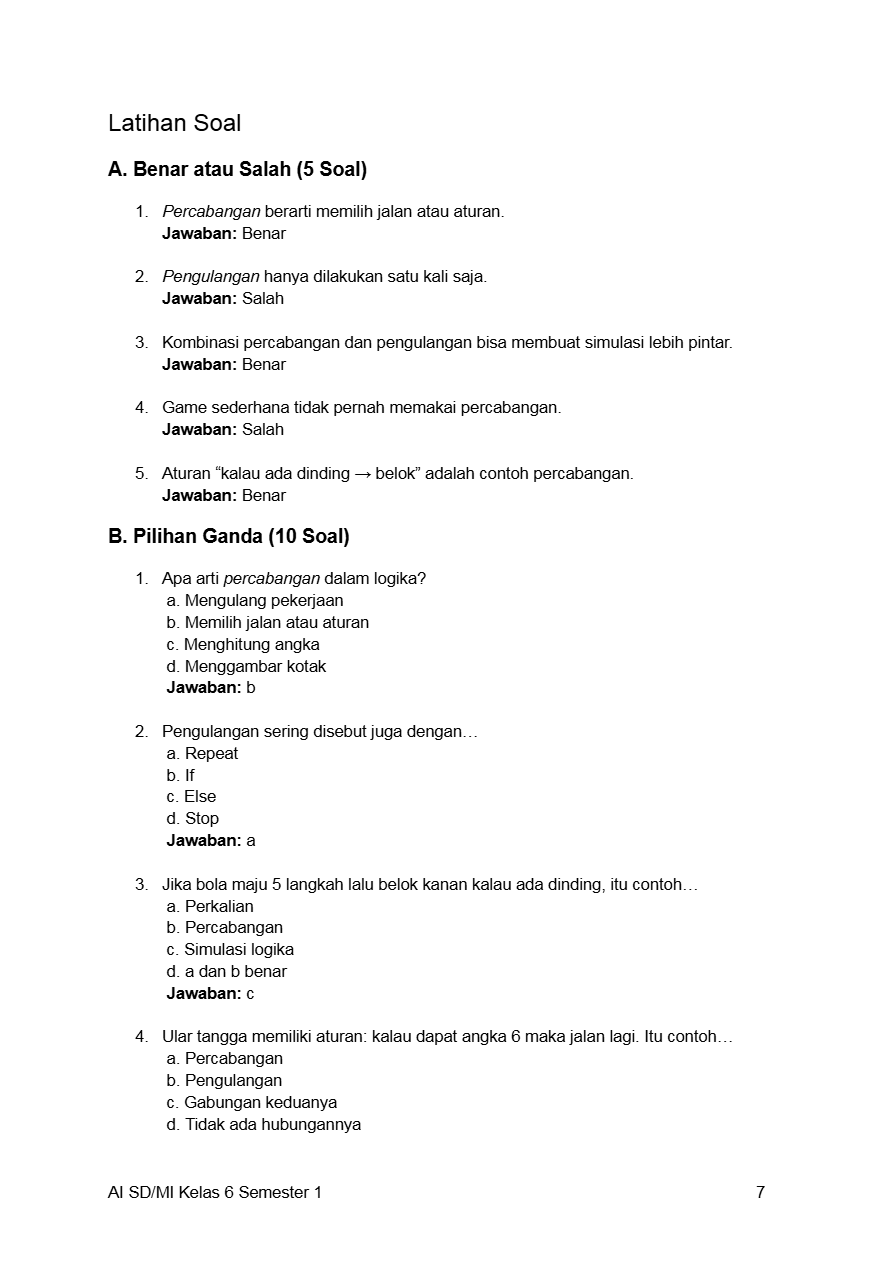 Latihan Soal
A. Benar atau Salah (5 Soal)
1. Percabangan berarti memilih jalan atau aturan.
Jawaban: Benar
2. Pengulangan hanya dilakukan satu kali saja.
Jawaban: Salah
3. Kombinasi percabangan dan pengulangan bisa membuat simulasi lebih pintar.
Jawaban: Benar
4. Game sederhana tidak pernah memakai percabangan.
Jawaban: Salah
5. Aturan “kalau ada dinding → belok” adalah contoh percabangan.
Jawaban: Benar
B. Pilihan Ganda (10 Soal)
1. Apa arti percabangan dalam logika?
a. Mengulang pekerjaan
b. Memilih jalan atau aturan
c. Menghitung angka
d. Menggambar kotak
Jawaban: b
2. Pengulangan sering disebut juga dengan…
a. Repeat
b. If
c. Else
d. Stop
Jawaban: a
3. Jika bola maju 5 langkah lalu belok kanan kalau ada dinding, itu contoh…
a. Perkalian
b. Percabangan
c. Simulasi logika
d. a dan b benar
Jawaban: c
4. Ular tangga memiliki aturan: kalau dapat angka 6 maka jalan lagi. Itu contoh…
a. Percabangan
b. Pengulangan
c. Gabungan keduanya
d. Tidak ada hubungannya
AI SD/MI Kelas 6 Semester 1 7